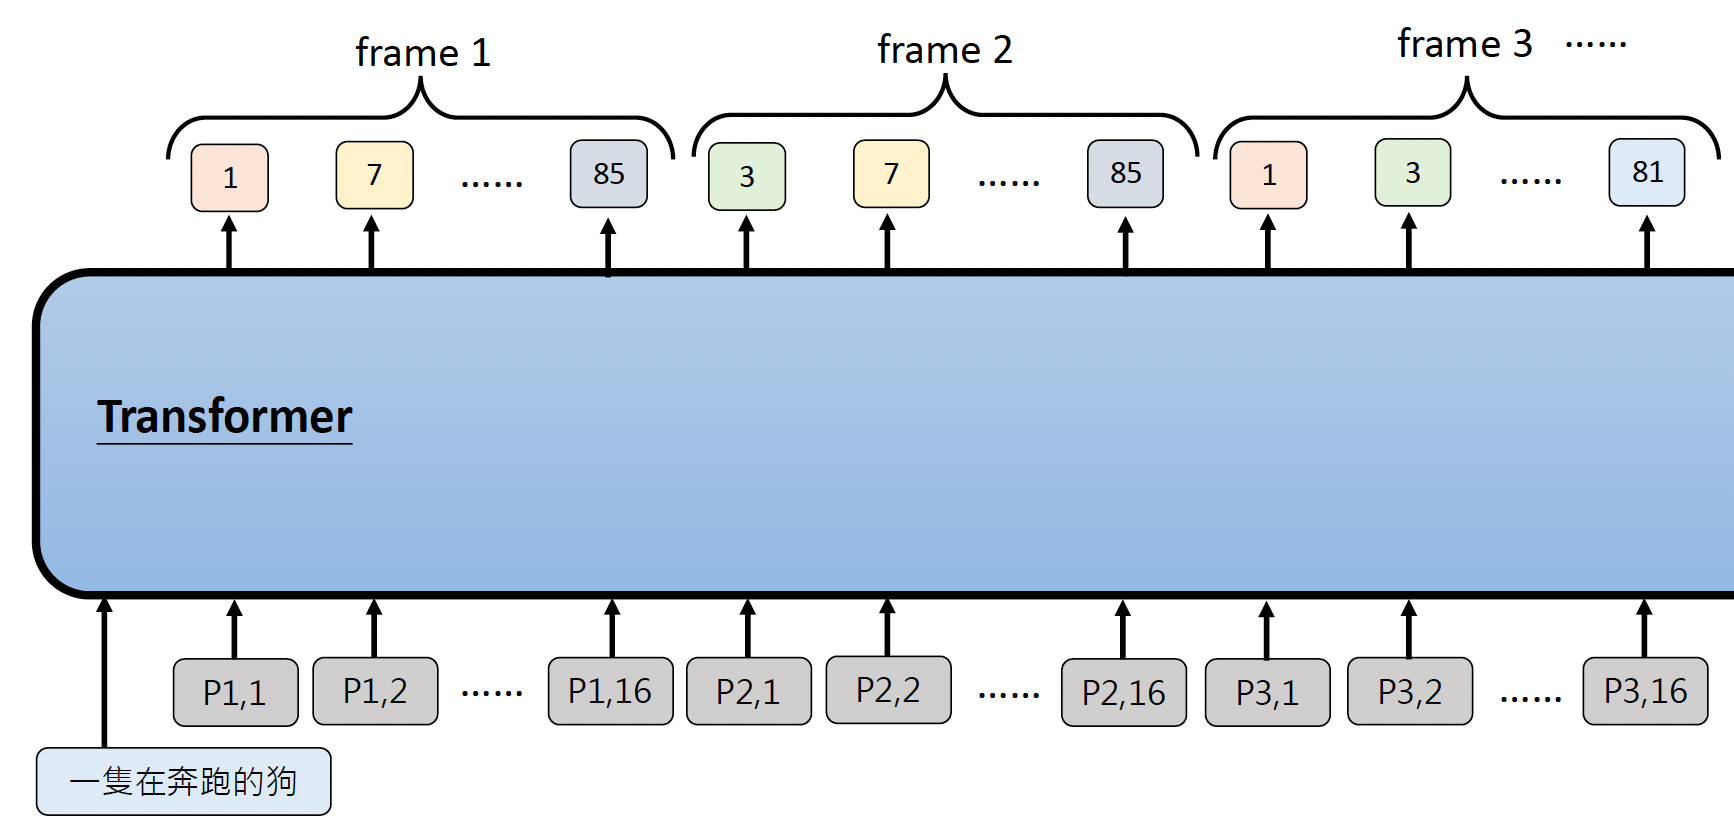 frame 1 frame 2 frame 3 ……
1 7 …… 85 3 7 …… 85 1 3 …… 81
Transformer
P1,1 P1,2 …… P1,16 P2,1 P2,2 …… P2,16 P3,1 P3,2 …… P3,16
一隻在奔跑的狗